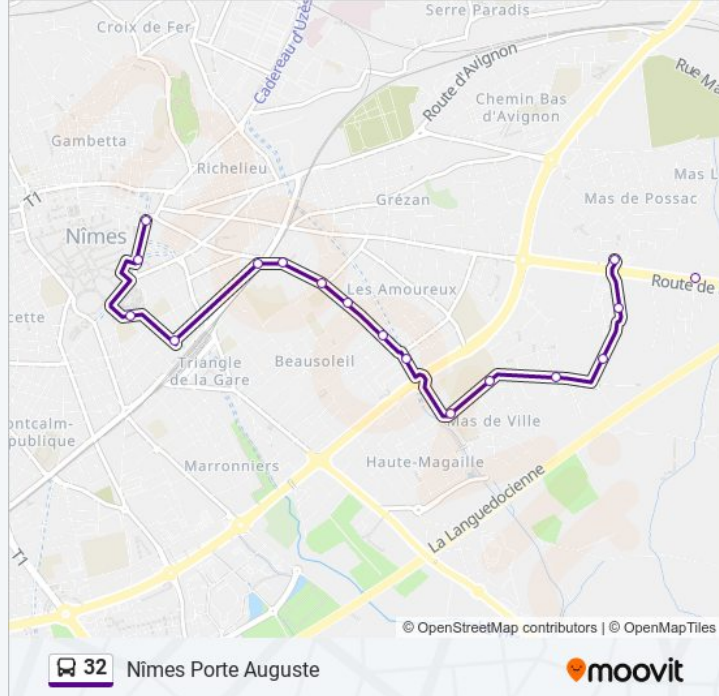 Serre Paradis
Croix de Fer
Cadereau d'Uzès
Route d'Avignon
Rue Ma
Chemin Bas
d'Avignon
Gambetta
Richelieu
Mas L
T1
Grézan
Mas de Possac
Nîmes
Route de
Les Amoureux
cette
Triangle
de la Gare
Beausoleil
Mas de Ville
ontcalm-
publique
Marronniers
Haute-Magaille
La Languedocienne
T1
© OpenStreetMap contributors | © OpenMapTiles
32 Nîmes Porte Auguste
moovit